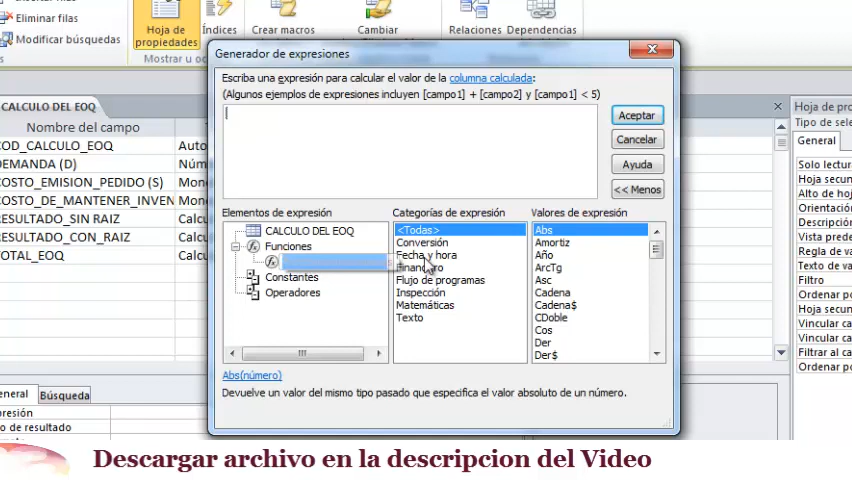 Eliminar filas
Modificar búsquedas
Hoja de
propiedades
Índices
Mostrar u oc
Crear macros
Cambiar
Relaciones
Dependencias
Generador de expresiones
Escriba una expresión para calcular el valor de la columna calculada:
(Algunos ejemplos de expresiones incluyen [campo1] + [campo2] y [campo1] < 5)
Aceptar
Cancelar
Ayuda
<< Menos
Elementos de expresión
CALCULO DEL EOQ
Funciones
Constantes
Operadores
Categorías de expresión
<Todas>
Conversión
Fecha y hora
Financiero
Flujo de programas
Inspección
Matemáticas
Texto
Valores de expresión
Abs
Amortiz
Año
ArcTg
Asc
Cadena
Cadena$
CDoble
Cos
Der
Der$
Abs(número)
Devuelve un valor del mismo tipo pasado que especifica el valor absoluto de un número.
CALCULO DEL EOQ
Nombre del campo
COD_CALCULO_EOQ Auto
DEMANDA (D) Núm
COSTO_EMISION_PEDIDO (S) Mone
COSTO_DE_MANTENER_INVEN Mone
RESULTADO_SIN RAIZ Calcu
RESULTADO_CON_RAIZ Calcu
TOTAL_EOQ Calcu
eneral Búsqueda
presión
o de resultado
Hoja de pro
Tipo de sele
General
Solo lectura
Hoja secun
Alto de hoj
Orientación
Descripción
Vista prede
Regla de va
Texto de va
Filtro
Ordenar po
Hoja secun
Vincular ca
Vincular ca
Filtrar al ca
Ordenar po
Descargar archivo en la descripcion del Video